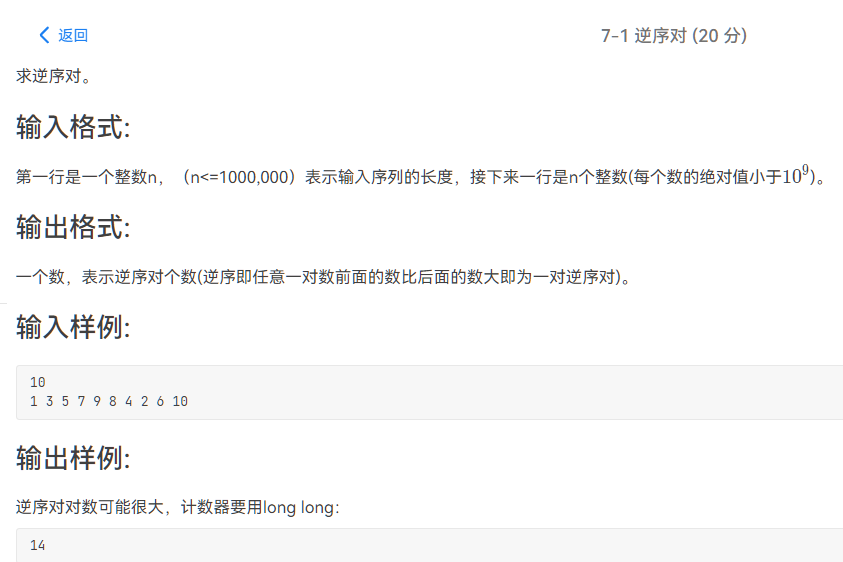 返回
7-1 逆序对 (20 分)
求逆序对。
输入格式:
第一行是一个整数n，（n<=1000,000）表示输入序列的长度，接下来一行是n个整数(每个数的绝对值小于10⁹)。
输出格式:
一个数，表示逆序对个数(逆序即任意一对数前面的数比后面的数大即为一对逆序对)。
输入样例:
10
1 3 5 7 9 8 4 2 6 10
输出样例:
逆序对对数可能很大，计数器要用long long:
14